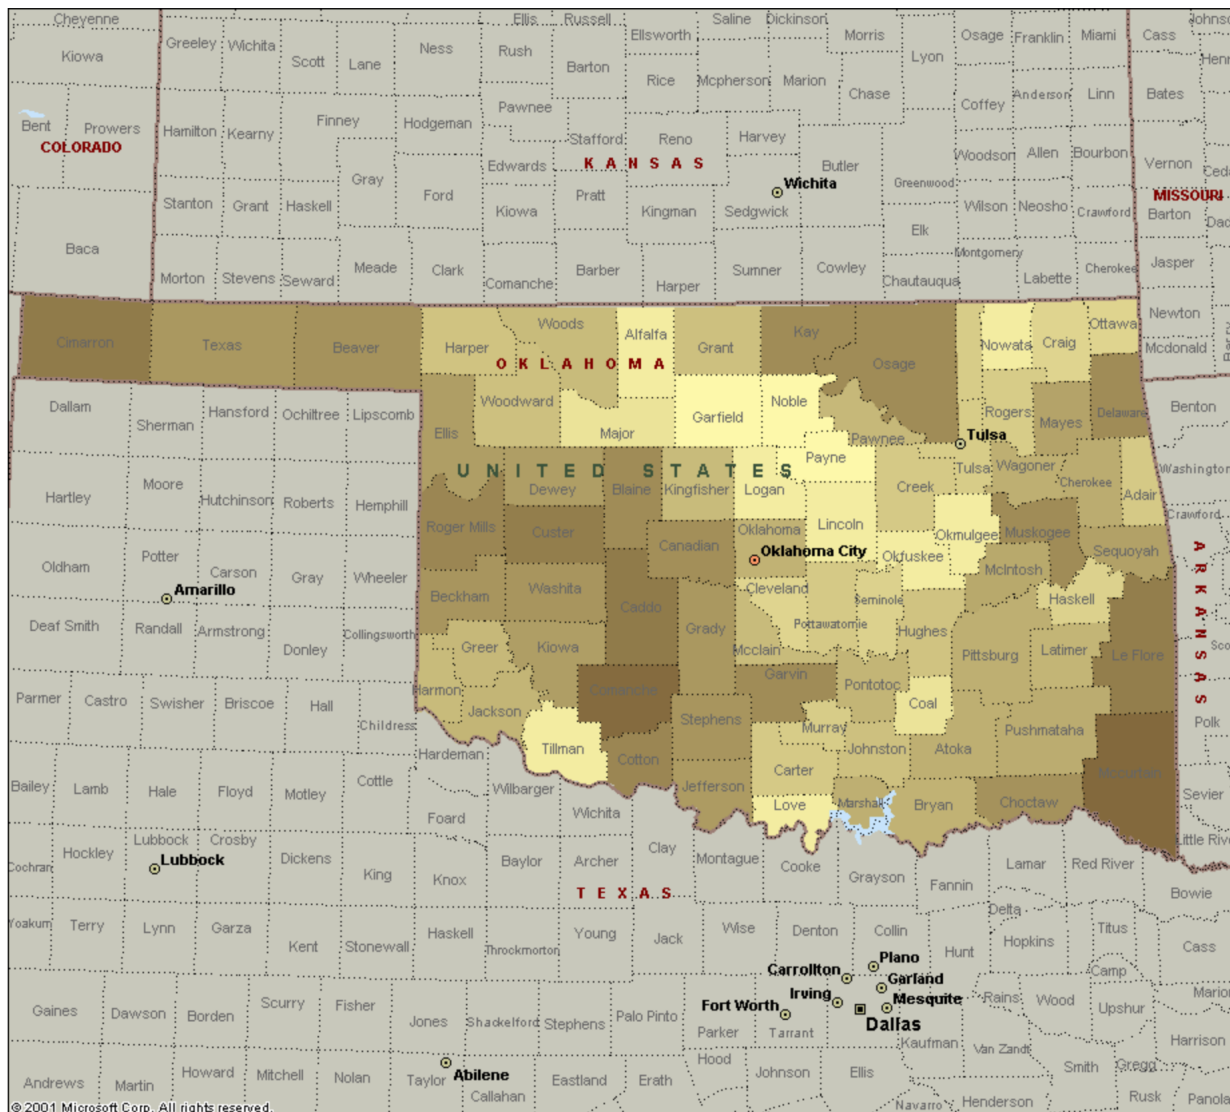 Cheyenne
Ellis
Russell
Saline
Dickinson
Johnso
Kiowa
Greeley
Wichita
Scott
Lane
Ness
Rush
Barton
Ellsworth
Rice
Mcpherson
Marion
Morris
Chase
Lyon
Osage
Franklin
Miami
Cass
Henr
Bent
Prowers
COLORADO
Hamilton
Kearny
Finney
Hodgeman
Pawnee
Stafford
Reno
Harvey
Coffey
Anderson
Linn
Bates
Gray
Ford
Edwards
KANSAS
Butler
Greenwood
Woodson
Allen
Bourbon
Vernon
Ceda
Stanton
Grant
Haskell
Kiowa
Pratt
Kingman
Wichita
Sedgwick
Elk
Wilson
Neosho
Crawford
MISSOURI
Barton
Dad
Baca
Morton
Stevens
Seward
Meade
Clark
Comanche
Barber
Harper
Sumner
Cowley
Chautauqua
Montgomery
Labette
Cherokee
Jasper
Newton
Mcdonald
Cimarron
Texas
Beaver
Harper
Woods
Alfalfa
Grant
Kay
Osage
Nowata
Craig
Ottawa
OKLAHOMA
Dallam
Sherman
Hansford
Ochiltree
Lipscomb
Ellis
Woodward
Major
Garfield
Noble
Pawnee
Rogers
Mayes
Delaware
Benton
Tulsa
UNITED STATES
Hartley
Moore
Hutchinson
Roberts
Hemphill
Dewey
Blaine
Kingfisher
Logan
Payne
Creek
Tulsa
Wagoner
Cherokee
Adair
Washington
Roger Mills
Custer
Canadian
Oklahoma
Lincoln
Okmulgee
Muskogee
Sequoyah
Crawford
Oldham
Potter
Carson
Gray
Wheeler
Oklahoma City
Okfuskee
Mcintosh
ARKANSAS
Amarillo
Beckham
Washita
Caddo
Cleveland
Seminole
Haskell
Deaf Smith
Randall
Armstrong
Donley
Collingsworth
Greer
Kiowa
Grady
Mcclain
Pottawatomie
Hughes
Pittsburg
Latimer
Le Flore
Sco
Parmer
Castro
Swisher
Briscoe
Hall
Childress
Harmon
Jackson
Comanche
Stephens
Garvin
Pontotoc
Coal
Murray
Pushmataha
Polk
Hardeman
Tillman
Cotton
Carter
Johnston
Atoka
Mccurtain
Bailey
Lamb
Hale
Floyd
Motley
Cottle
Foard
Wilbarger
Wichita
Jefferson
Love
Marshall
Bryan
Choctaw
Sevier
Cochran
Hockley
Lubbock
Crosby
Lubbock
Dickens
King
Knox
Baylor
Archer
Clay
Montague
Cooke
Grayson
Fannin
Lamar
Red River
Little Rive
Bowie
TEXAS
Yoakum
Terry
Lynn
Garza
Kent
Stonewall
Haskell
Throckmorton
Young
Jack
Wise
Denton
Collin
Hunt
Delta
Hopkins
Titus
Camp
Cass
Carrollton
Plano
Garland
Irving
Mesquite
Fort Worth
Dallas
Gaines
Dawson
Borden
Scurry
Fisher
Jones
Shackelford
Stephens
Palo Pinto
Parker
Tarrant
Kaufman
Rains
Wood
Upshur
Marion
Harrison
Van Zandt
Andrews
Martin
Howard
Mitchell
Nolan
Taylor
Abilene
Callahan
Eastland
Erath
Hood
Johnson
Ellis
Navarro
Henderson
Smith
Gregg
Rusk
Panola
© 2001 Microsoft Corp. All rights reserved.